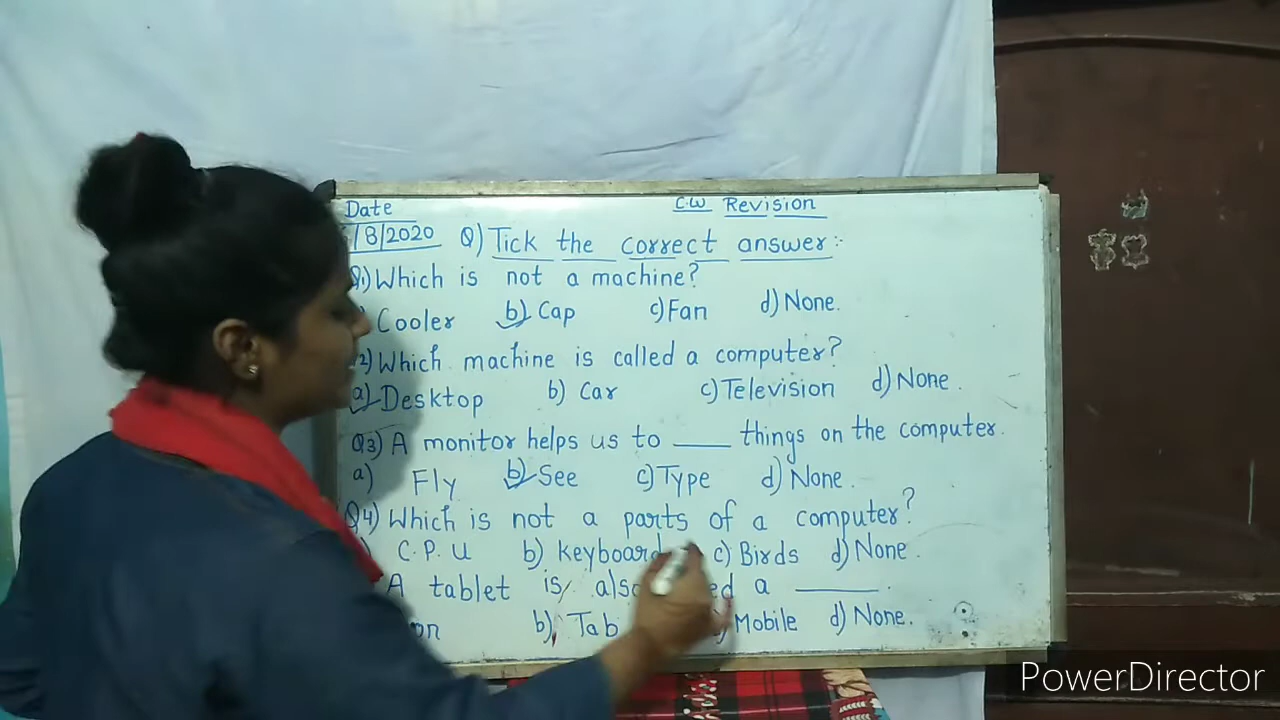 Date C.W Revision
/8/2020 Q) Tick the correct answer:-
Q1) Which is not a machine?
Cooler b) Cap c) Fan d) None.
2) Which machine is called a computer?
a) Desktop b) Car c) Television d) None.
Q3) A monitor helps us to ____ things on the computer.
a) Fly b) See c) Type d) None.
Q4) Which is not a parts of a computer?
C.P.U b) keyboard c) Birds d) None.
A tablet is also ed a ____.
b) Tab Mobile d) None.
PowerDirector